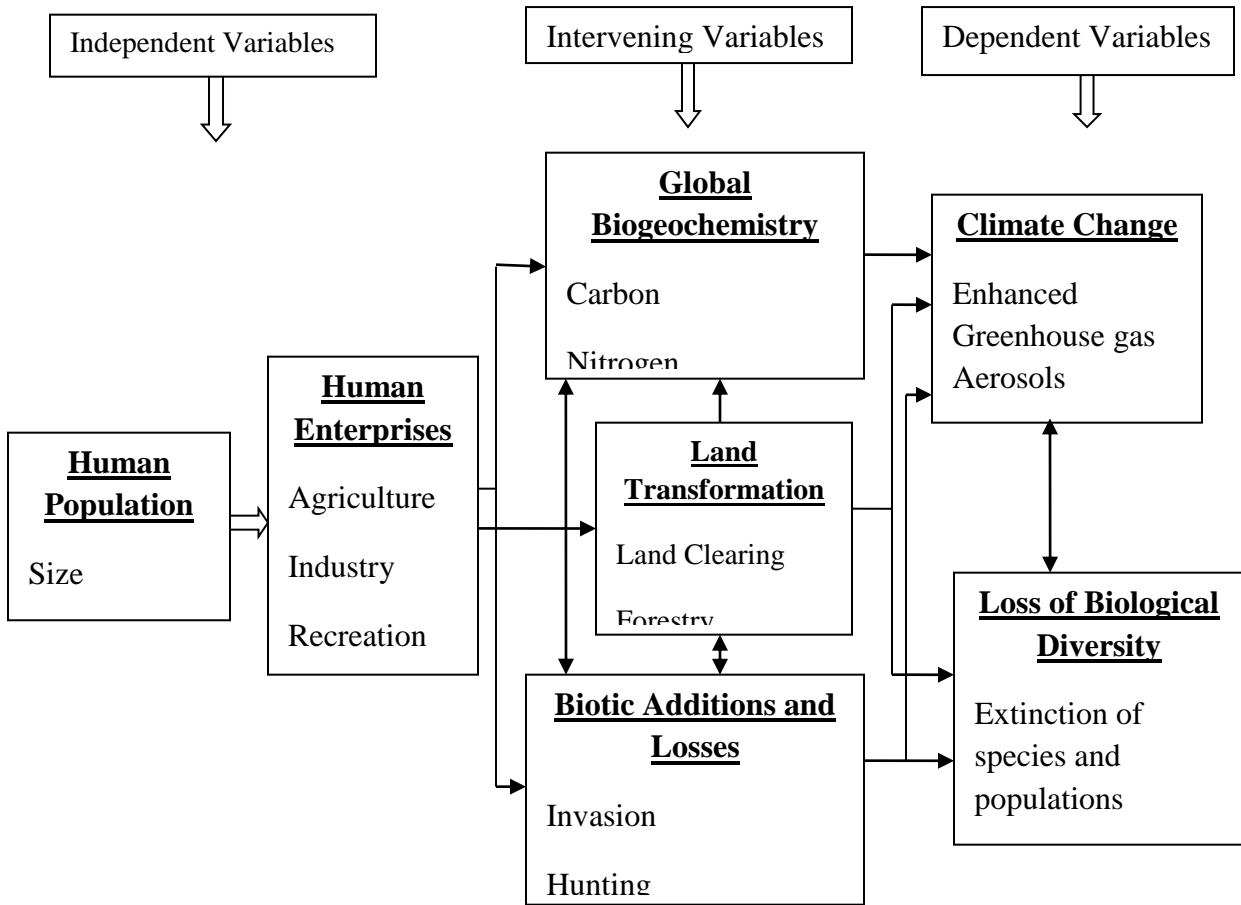 Independent Variables
Intervening Variables
Dependent Variables
Human
Population
Size
Human
Enterprises
Agriculture
Industry
Recreation
Global
Biogeochemistry
Carbon
Nitrogen
Land
Transformation
Land Clearing
Forestry
Biotic Additions and
Losses
Invasion
Hunting
Climate Change
Enhanced
Greenhouse gas
Aerosols
Loss of Biological
Diversity
Extinction of
species and
populations